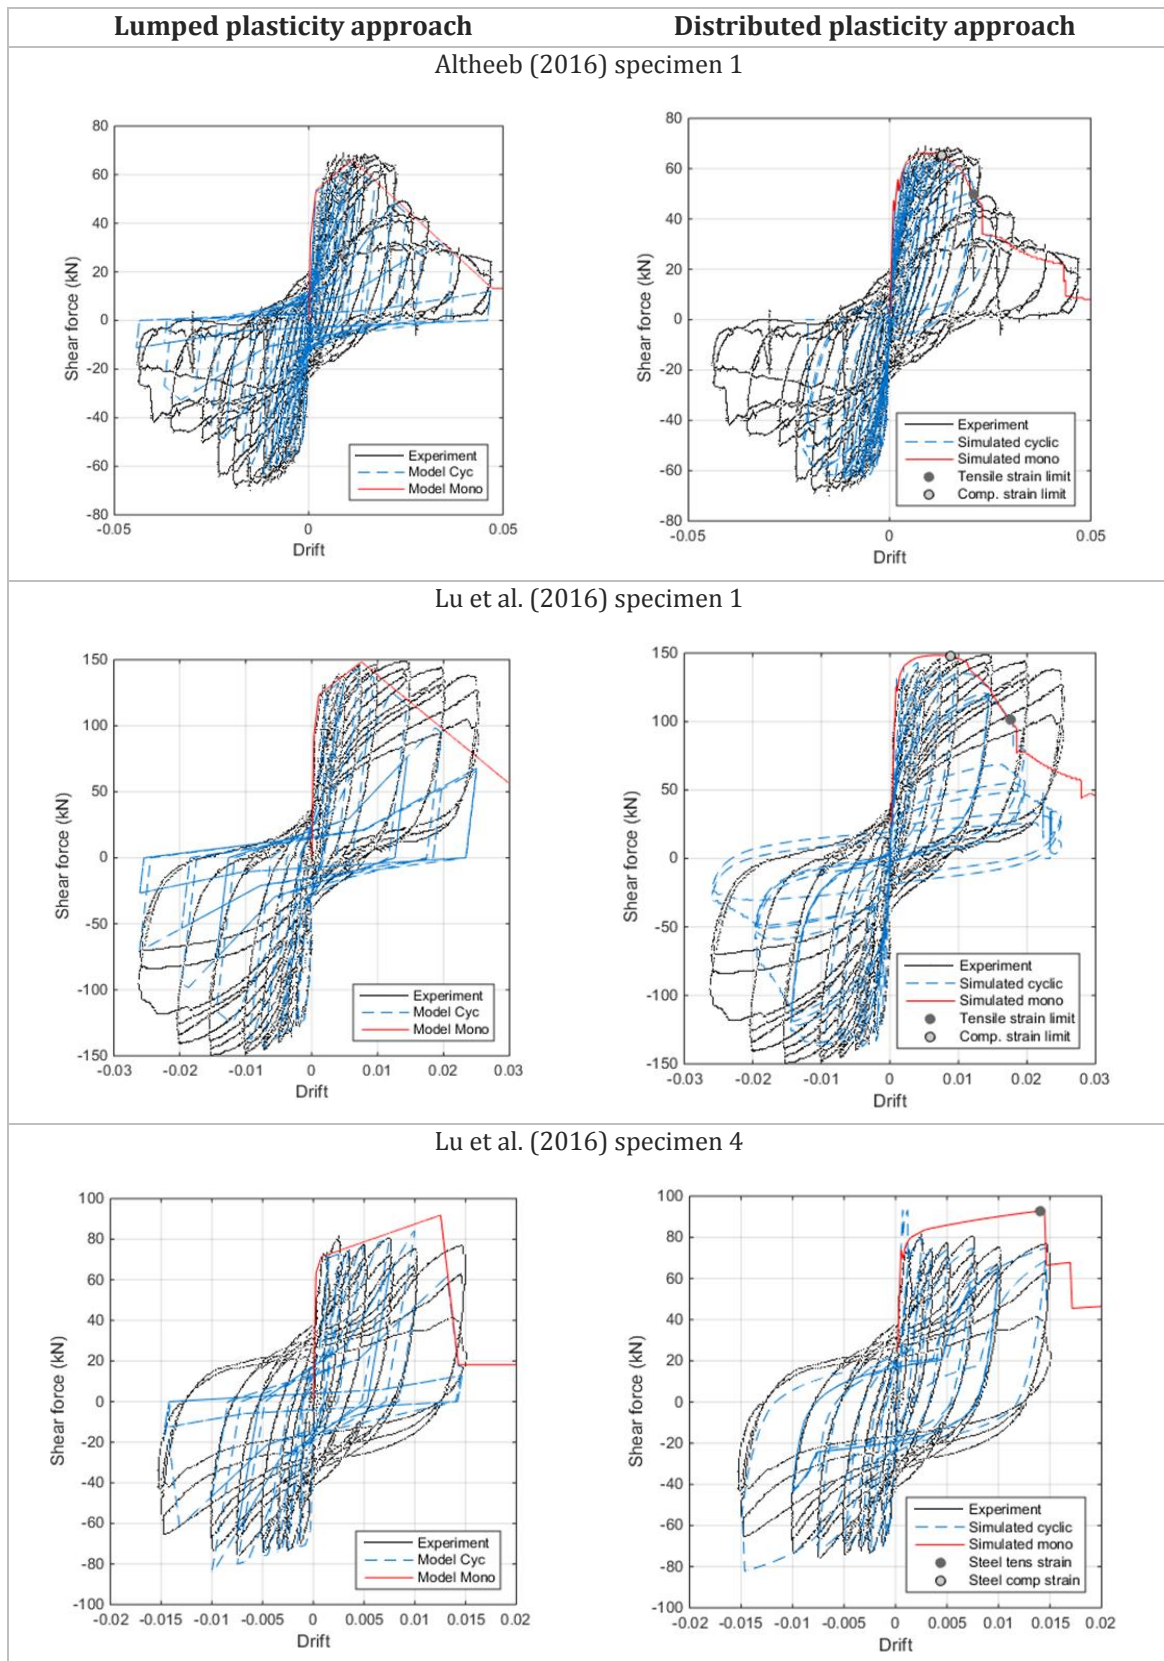 Lumped plasticity approach
Distributed plasticity approach
Altheeb (2016) specimen 1
80
60
40
20
0
-20
-40
-60
-80
Shear force (kN)
-0.05
0
0.05
Drift
Experiment
Model Cyc
Model Mono
80
60
40
20
0
-20
-40
-60
-80
Shear force (kN)
-0.05
0
0.05
Drift
Experiment
Simulated cyclic
Simulated mono
Tensile strain limit
Comp. strain limit
Lu et al. (2016) specimen 1
150
100
50
0
-50
-100
-150
Shear force (kN)
-0.03
-0.02
-0.01
0
0.01
0.02
0.03
Drift
Experiment
Model Cyc
Model Mono
150
100
50
0
-50
-100
-150
Shear force (kN)
-0.03
-0.02
-0.01
0
0.01
0.02
0.03
Drift
Experiment
Simulated cyclic
Simulated mono
Tensile strain limit
Comp. strain limit
Lu et al. (2016) specimen 4
100
80
60
40
20
0
-20
-40
-60
-80
-100
Shear force (kN)
-0.02
-0.015
-0.01
-0.005
0
0.005
0.01
0.015
0.02
Drift
Experiment
Model Cyc
Model Mono
100
80
60
40
20
0
-20
-40
-60
-80
-100
Shear force (kN)
-0.02
-0.015
-0.01
-0.005
0
0.005
0.01
0.015
0.02
Drift
Experiment
Simulated cyclic
Simulated mono
Steel tens strain
Steel comp strain